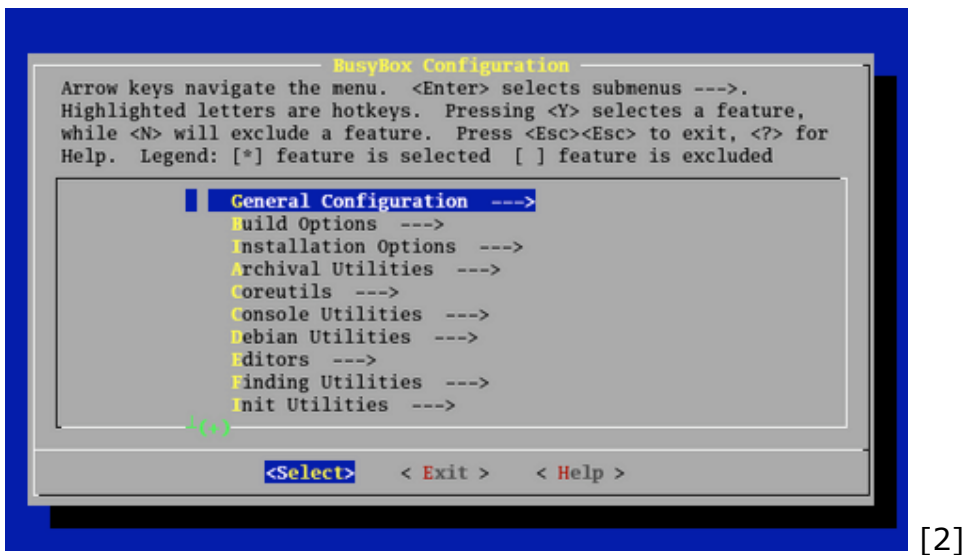 BusyBox Configuration
Arrow keys navigate the menu. <Enter> selects submenus --->.
Highlighted letters are hotkeys. Pressing <Y> selectes a feature,
while <N> will exclude a feature. Press <Esc><Esc> to exit, <?> for
Help. Legend: [*] feature is selected [ ] feature is excluded
General Configuration --->
Build Options --->
Installation Options --->
Archival Utilities --->
Coreutils --->
Console Utilities --->
Debian Utilities --->
Editors --->
Finding Utilities --->
Init Utilities --->
(+)
<Select> < Exit > < Help >
[2]